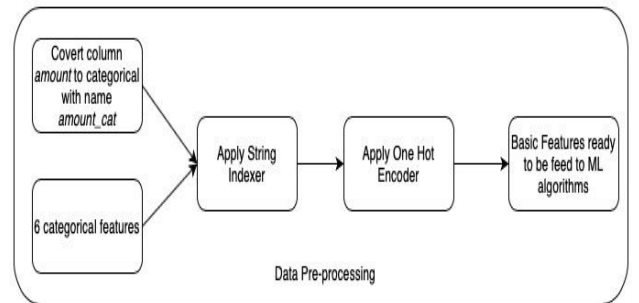 Covert column
amount to categorical
with name
amount_cat
6 categorical features
Apply String
Indexer
Apply One Hot
Encoder
Basic Features ready
to be feed to ML
algorithms
Data Pre-processing